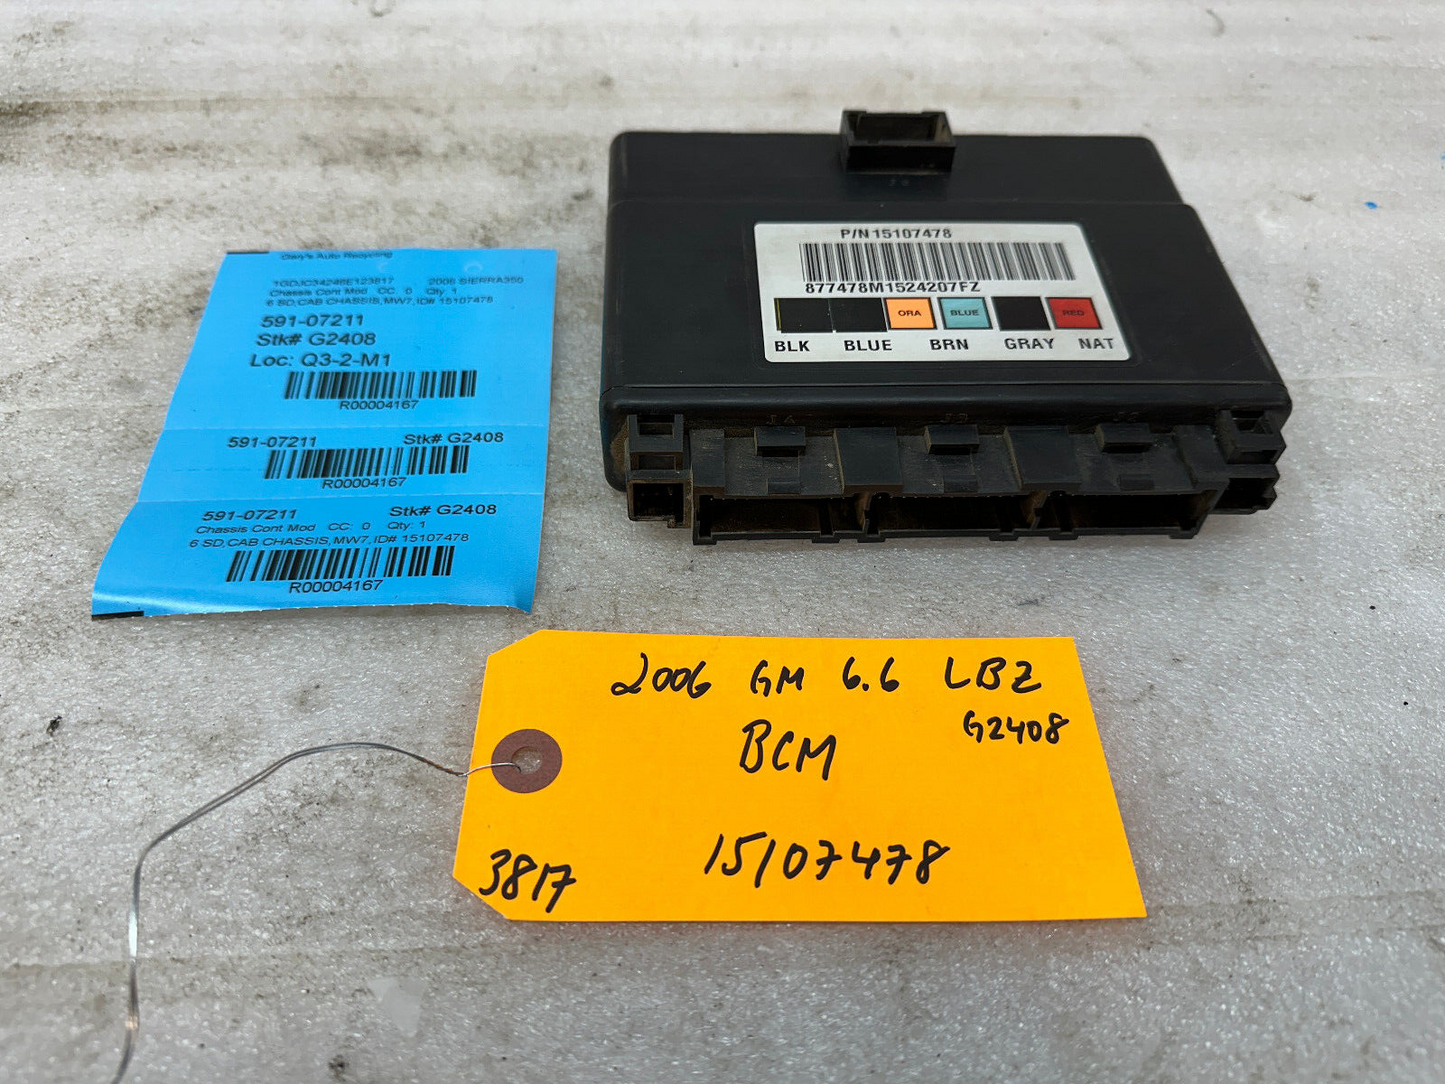 Gary's Auto Recycling
2006 SIERRA350
Chassis Cont Mod CC: 0 Qty: 1
6 SD,CAB CHASSIS,MW7, ID# 15107478
591-07211
Stk# G2408
Loc: Q3-2-M1
R00004167
591-07211 Stk# G2408
R00004167
591-07211 Stk# G2408
Chassis Cont Mod CC: 0 Qty: 1
6 SD,CAB CHASSIS,MW7, ID# 15107478
R00004167
P/N 15107478
877478M1524207FZ
ORA BLUE RED
BLK BLUE BRN GRAY NAT
J4 J3
2006 GM 6.6 LBZ
G2408
BCM
15107478
3817